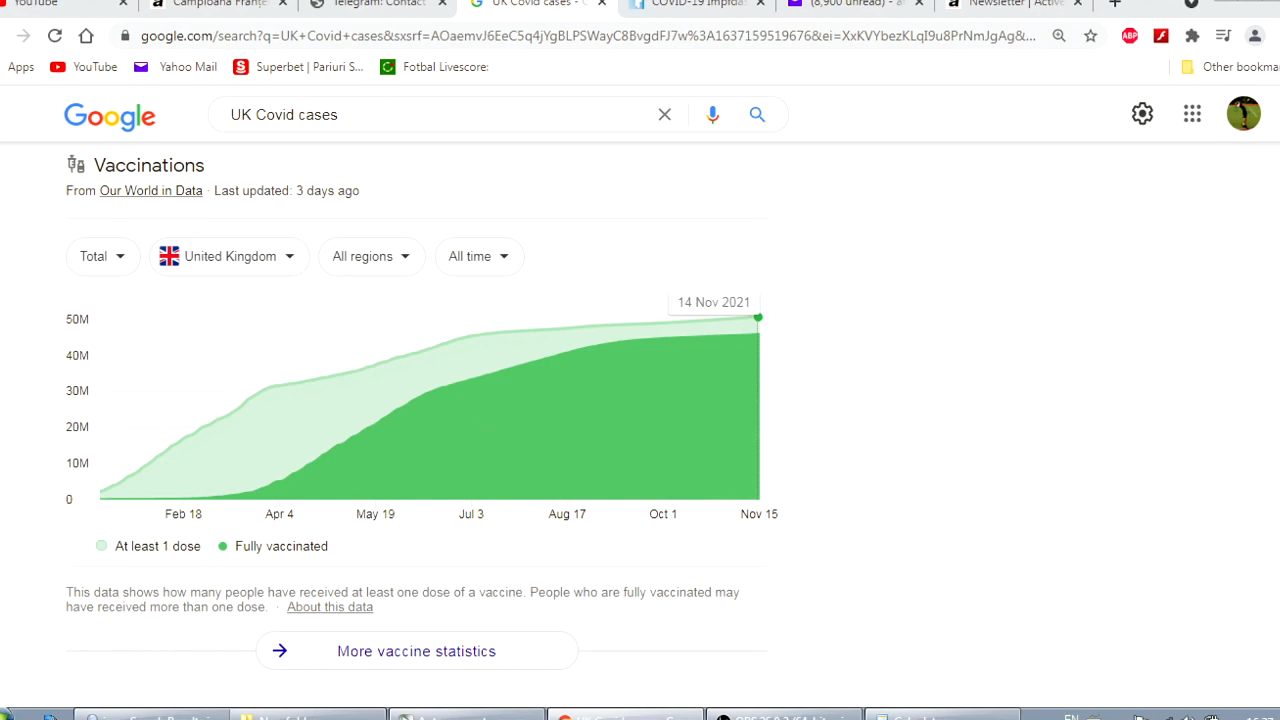 YouTube
Campioana Franței
Telegram: Contact
UK Covid cases -
COVID-19 Impfdas
(8,900 unread) - a
Newsletter | Active
google.com/search?q=UK+Covid+cases&sxsrf=AOaemvJ6EeC5q4jYgBLPSWayC8BvgdFJ7w%3A1637159519676&ei=XxKVYbezKLqI9u8PrNmJgAg&...
ABP
Apps
YouTube
Yahoo Mail
Superbet | Pariuri S...
Fotbal Livescore:
Other bookma
Google
UK Covid cases
Vaccinations
From Our World in Data · Last updated: 3 days ago
Total
United Kingdom
All regions
All time
14 Nov 2021
50M
40M
30M
20M
10M
0
Feb 18
Apr 4
May 19
Jul 3
Aug 17
Oct 1
Nov 15
At least 1 dose
Fully vaccinated
This data shows how many people have received at least one dose of a vaccine. People who are fully vaccinated may
have received more than one dose. · About this data
More vaccine statistics